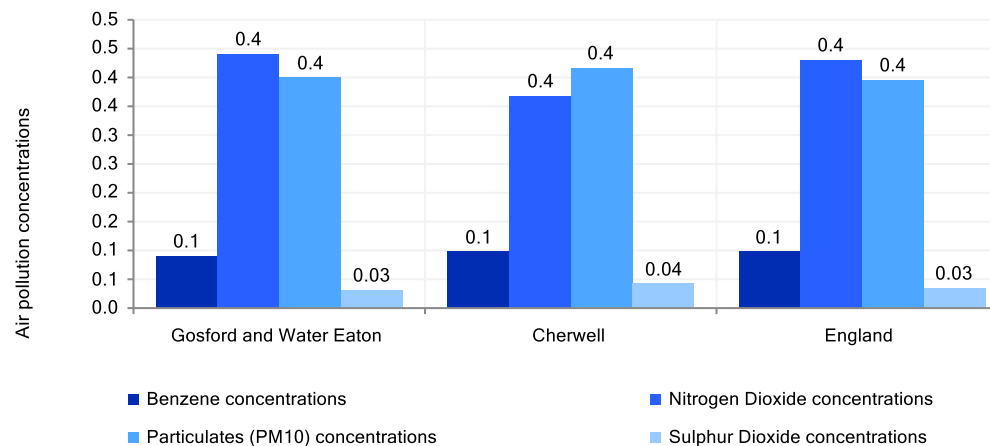 Air pollution concentrations
0.5
0.5
0.4
0.4
0.3
0.3
0.2
0.2
0.1
0.1
0.0
0.1
0.4
0.4
0.03
0.1
0.4
0.4
0.04
0.1
0.4
0.4
0.03
Gosford and Water Eaton
Cherwell
England
Benzene concentrations
Nitrogen Dioxide concentrations
Particulates (PM10) concentrations
Sulphur Dioxide concentrations